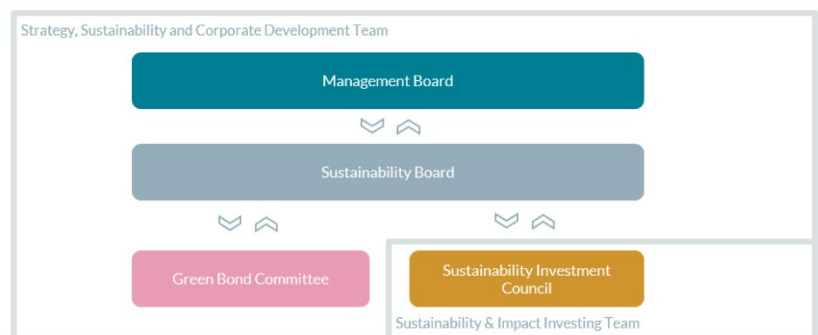 Strategy, Sustainability and Corporate Development Team
Management Board
Sustainability Board
Green Bond Committee
Sustainability Investment
Council
Sustainability & Impact Investing Team